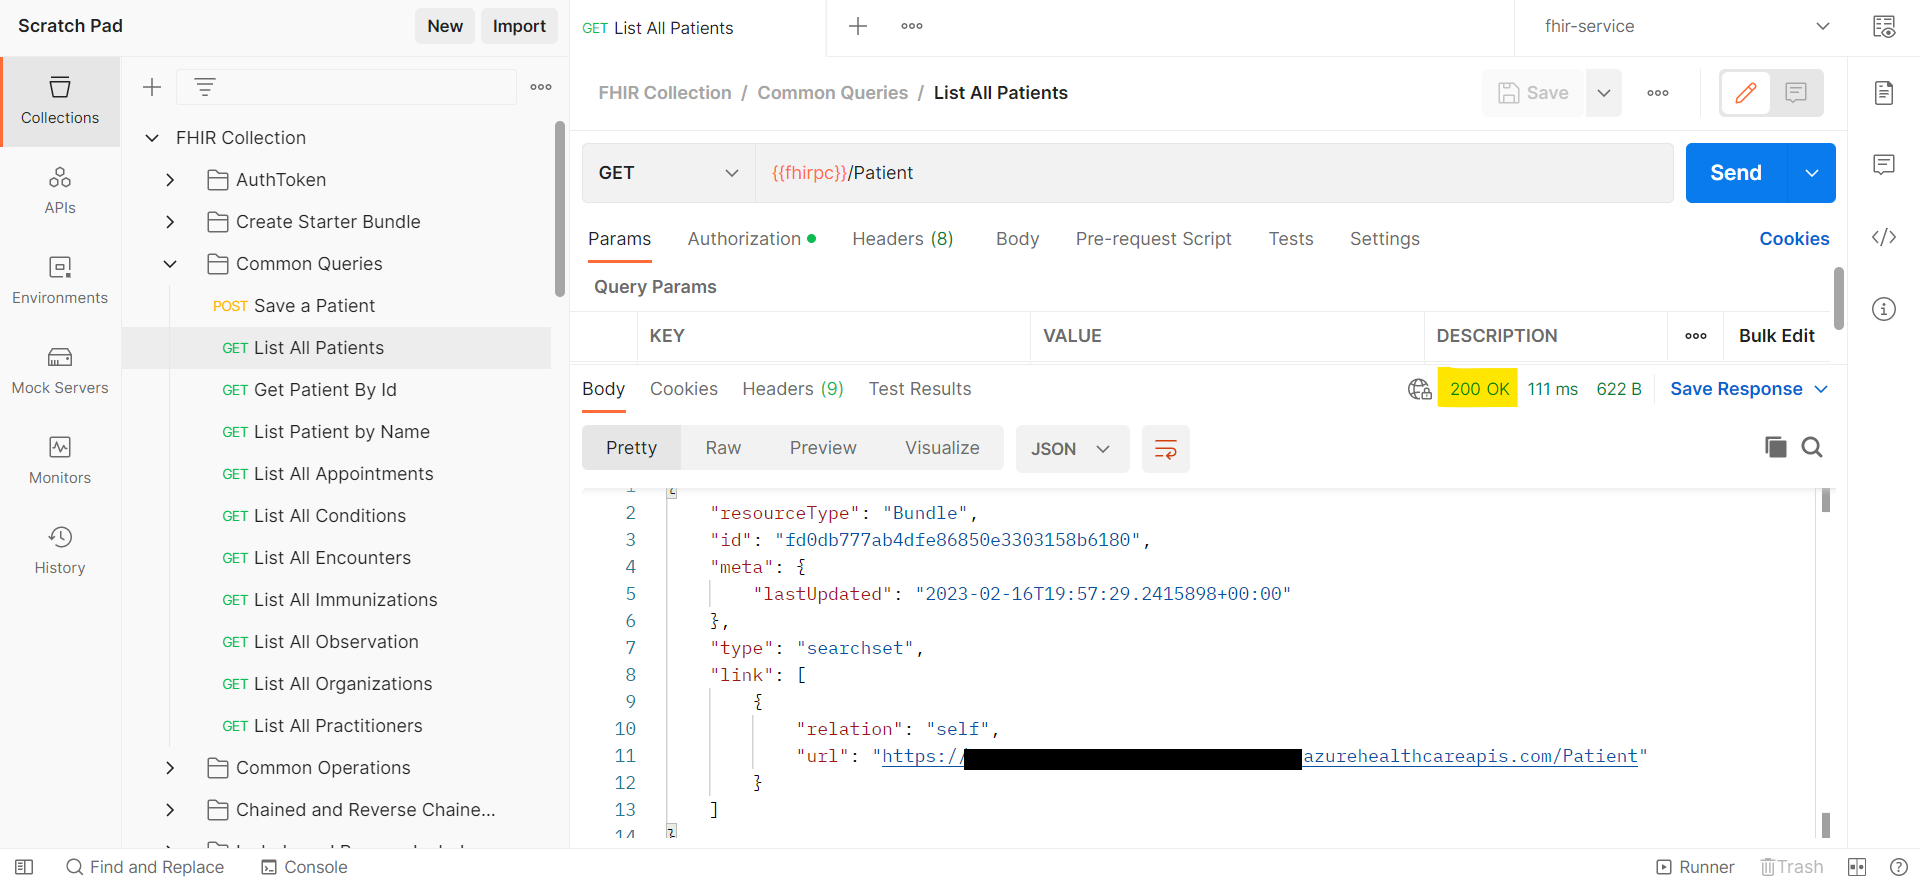 Scratch Pad
New
Import
GET List All Patients
fhir-service
Collections
APIs
Environments
Mock Servers
Monitors
History
FHIR Collection
AuthToken
Create Starter Bundle
Common Queries
POST Save a Patient
GET List All Patients
GET Get Patient By Id
GET List Patient by Name
GET List All Appointments
GET List All Conditions
GET List All Encounters
GET List All Immunizations
GET List All Observation
GET List All Organizations
GET List All Practitioners
Common Operations
Chained and Reverse Chaine...
FHIR Collection / Common Queries / List All Patients
Save
GET
{{fhirpc}}/Patient
Send
Params Authorization Headers (8) Body Pre-request Script Tests Settings Cookies
Query Params
KEY VALUE DESCRIPTION Bulk Edit
Body Cookies Headers (9) Test Results 200 OK 111 ms 622 B Save Response
Pretty Raw Preview Visualize JSON
1 {
2 "resourceType": "Bundle",
3 "id": "fd0db777ab4dfe86850e3303158b6180",
4 "meta": {
5 "lastUpdated": "2023-02-16T19:57:29.2415898+00:00"
6 },
7 "type": "searchset",
8 "link": [
9 {
10 "relation": "self",
11 "url": "https:// azurehealthcareapis.com/Patient"
12 }
13 ]
14 }
Find and Replace Console Runner Trash